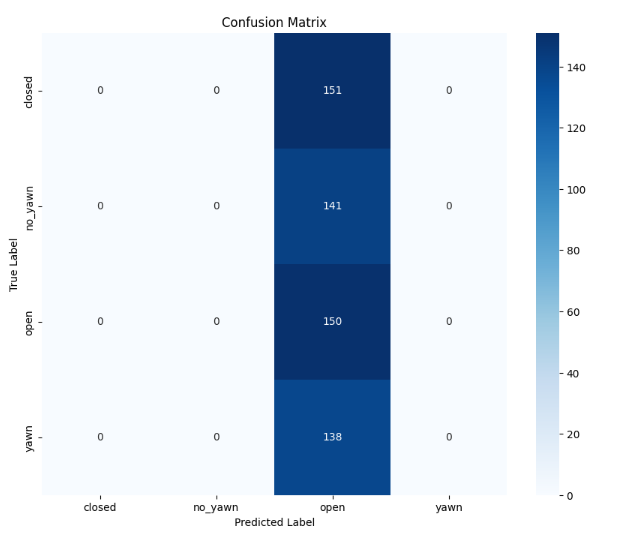 Confusion Matrix
closed 0 0 151 0
no_yawn 0 0 141 0
open 0 0 150 0
yawn 0 0 138 0
closed no_yawn open yawn
Predicted Label
True Label
140
120
100
80
60
40
20
0